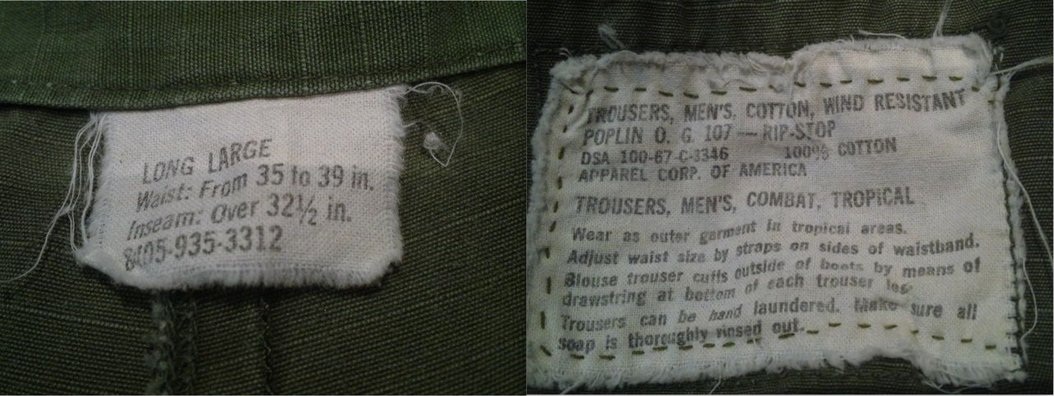 LONG LARGE
Waist: From 35 to 39 in.
Inseam: Over 32½ in.
8405-935-3312
TROUSERS, MEN'S, COTTON, WIND RESISTANT
POPLIN O. G. 107 — RIP-STOP
DSA 100-67-C-3346 100% COTTON
APPAREL CORP. OF AMERICA
TROUSERS, MEN'S, COMBAT, TROPICAL
Wear as outer garment in tropical areas.
Adjust waist size by straps on sides of waistband.
Blouse trouser cuffs outside of boots by means of
drawstring at bottom of each trouser leg.
Trousers can be hand laundered. Make sure all
soap is thoroughly rinsed out.